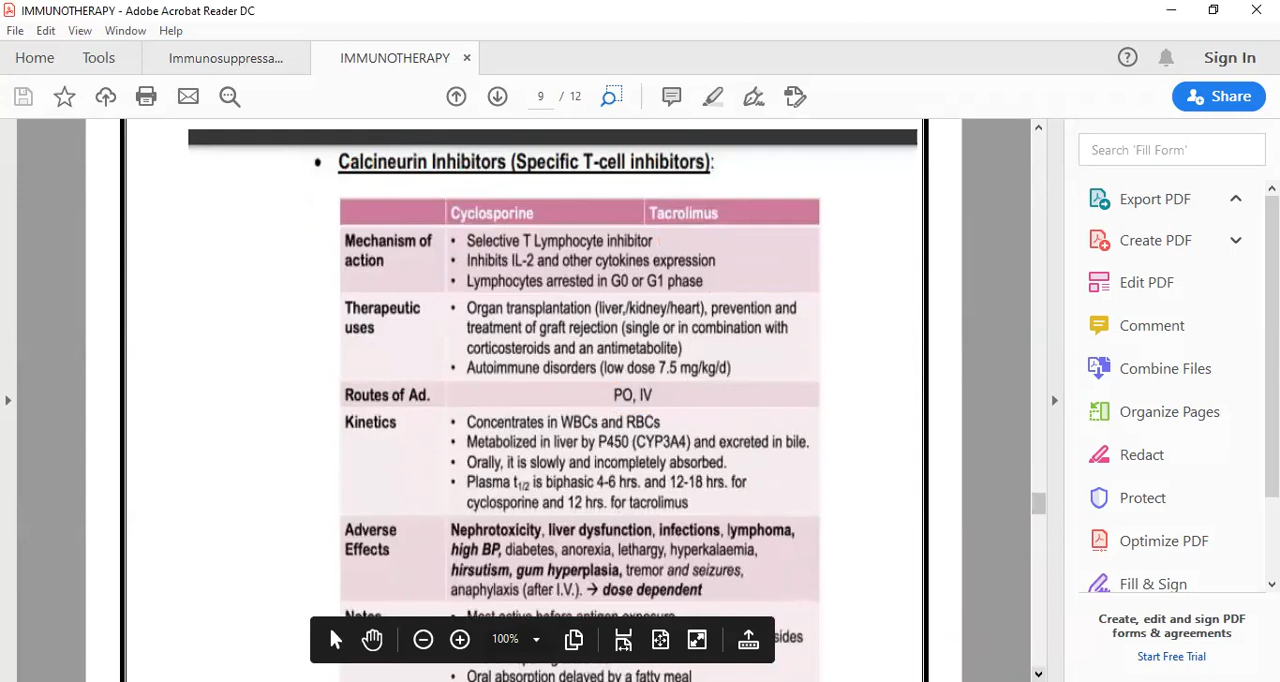 IMMUNOTHERAPY - Adobe Acrobat Reader DC
File Edit View Window Help
Home Tools Immunosuppressa... IMMUNOTHERAPY × Sign In
9 / 12 Share
• Calcineurin Inhibitors (Specific T-cell inhibitors):
Cyclosporine Tacrolimus
Mechanism of action
• Selective T Lymphocyte inhibitor
• Inhibits IL-2 and other cytokines expression
• Lymphocytes arrested in G0 or G1 phase
Therapeutic uses
• Organ transplantation (liver,/kidney/heart), prevention and
treatment of graft rejection (single or in combination with
corticosteroids and an antimetabolite)
• Autoimmune disorders (low dose 7.5 mg/kg/d)
Routes of Ad. PO, IV
Kinetics
• Concentrates in WBCs and RBCs
• Metabolized in liver by P450 (CYP3A4) and excreted in bile.
• Orally, it is slowly and incompletely absorbed.
• Plasma t1/2 is biphasic 4-6 hrs. and 12-18 hrs. for
cyclosporine and 12 hrs. for tacrolimus
Adverse Effects
Nephrotoxicity, liver dysfunction, infections, lymphoma,
high BP, diabetes, anorexia, lethargy, hyperkalaemia,
hirsutism, gum hyperplasia, tremor and seizures,
anaphylaxis (after I.V.). → dose dependent
Notes
• Most active before antigen exposure
sides
• Oral absorption delayed by a fatty meal
100%
Search 'Fill Form'
Export PDF
Create PDF
Edit PDF
Comment
Combine Files
Organize Pages
Redact
Protect
Optimize PDF
Fill & Sign
Create, edit and sign PDF
forms & agreements
Start Free Trial